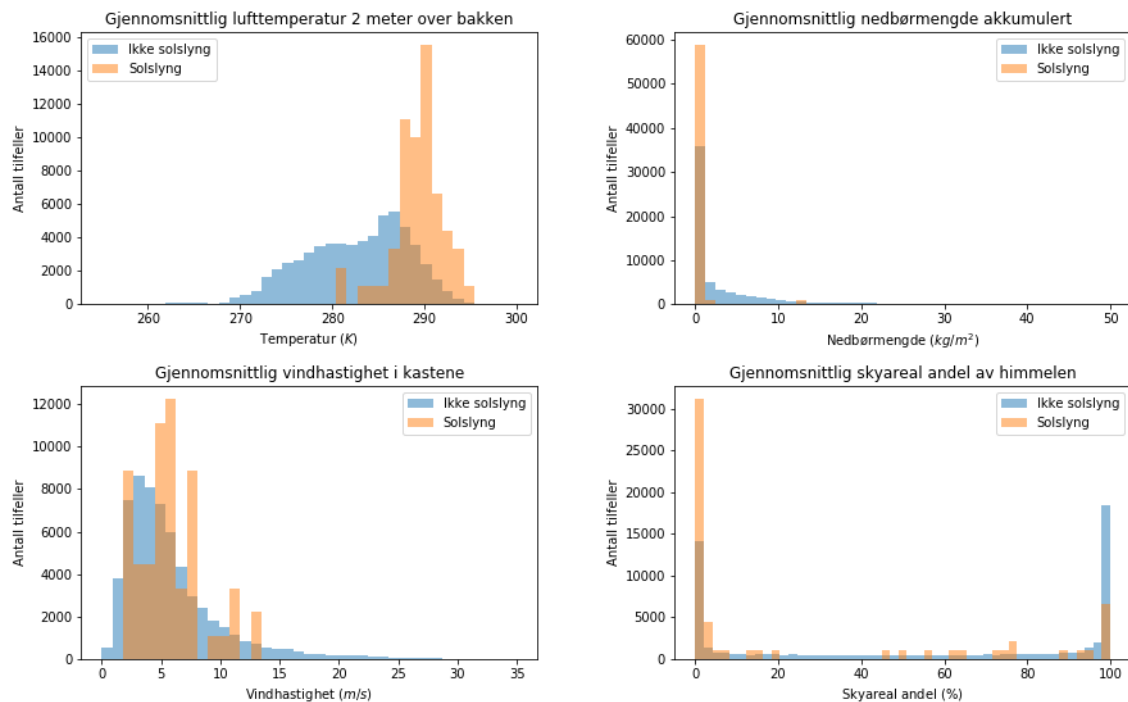 Gjennomsnittlig lufttemperatur 2 meter over bakken
16000
14000
12000
10000
8000
6000
4000
2000
0
Antall tilfeller
Ikke solslyng
Solslyng
260
270
280
290
300
Temperatur (K)
Gjennomsnittlig nedbørmengde akkumulert
60000
50000
40000
30000
20000
10000
0
Antall tilfeller
Ikke solslyng
Solslyng
0
10
20
30
40
50
Nedbørmengde (kg/m²)
Gjennomsnittlig vindhastighet i kastene
12000
10000
8000
6000
4000
2000
0
Antall tilfeller
Ikke solslyng
Solslyng
0
5
10
15
20
25
30
35
Vindhastighet (m/s)
Gjennomsnittlig skyareal andel av himmelen
30000
25000
20000
15000
10000
5000
0
Antall tilfeller
Ikke solslyng
Solslyng
0
20
40
60
80
100
Skyareal andel (%)